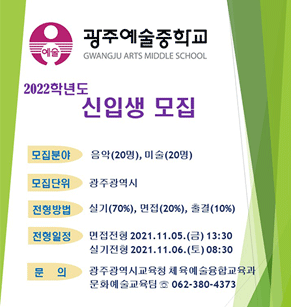 예술
광주예술중학교
GWANGJU ARTS MIDDLE SCHOOL
2022학년도
신입생 모집
모집분야 음악(20명), 미술(20명)
모집단위 광주광역시
전형방법 실기(70%), 면접(20%), 출결(10%)
전형일정 면접전형 2021.11.05.(금) 13:30
실기전형 2021.11.06.(토) 08:30
문 의 광주광역시교육청 체육예술융합교육과
문화예술교육팀 ☏ 062-380-4373